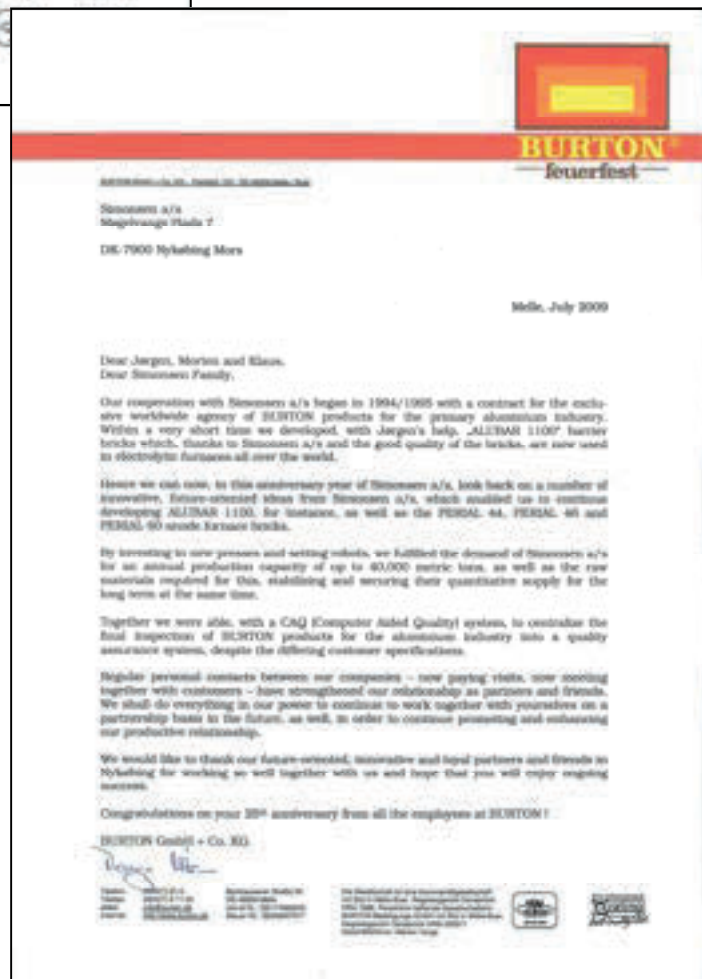 BURTON®
feuerfest
Simonsen a/s
DK-7900 Nykøbing Mors
Melle, July 2009
Dear Jørgen, Morten and Klaus,
Dear Simonsen Family,
Our cooperation with Simonsen a/s began in 1994/1995 with a contract for the exclu-
sive worldwide agency of BURTON products for the primary aluminium industry.
Within a very short time we developed, with Jørgen's help, „ALUBAR 1100" barrier
bricks which, thanks to Simonsen a/s and the good quality of the bricks, are now used
in electrolytic furnaces all over the world.
Hence we can now, in this anniversary year of Simonsen a/s, look back on a number of
innovative, future-oriented ideas from Simonsen a/s, which enabled us to continue
developing ALUBAR 1100, for instance, as well as the PERIAL 44, PERIAL 46 and
PERIAL 60 anode furnace bricks.
By investing in new presses and setting robots, we fulfilled the demand of Simonsen a/s
for an annual production capacity of up to 40,000 metric tons, as well as the raw
materials required for this, stabilizing and securing their quantitative supply for the
long term at the same time.
Together we were able, with a CAQ (Computer Aided Quality) system, to centralize the
final inspection of BURTON products for the aluminium industry into a quality
assurance system, despite the differing customer specifications.
Regular personal contacts between our companies – now paying visits, now meeting
together with customers – have strengthened our relationship as partners and friends.
We shall do everything in our power to continue to work together with yourselves on a
partnership basis in the future, as well, in order to continue promoting and enhancing
our productive relationship.
We would like to thank our future-oriented, innovative and loyal partners and friends in
Nykøbing for working so well together with us and hope that you will enjoy ongoing
success.
Congratulations on your 25th anniversary from all the employees at BURTON !
BURTON GmbH + Co. KG